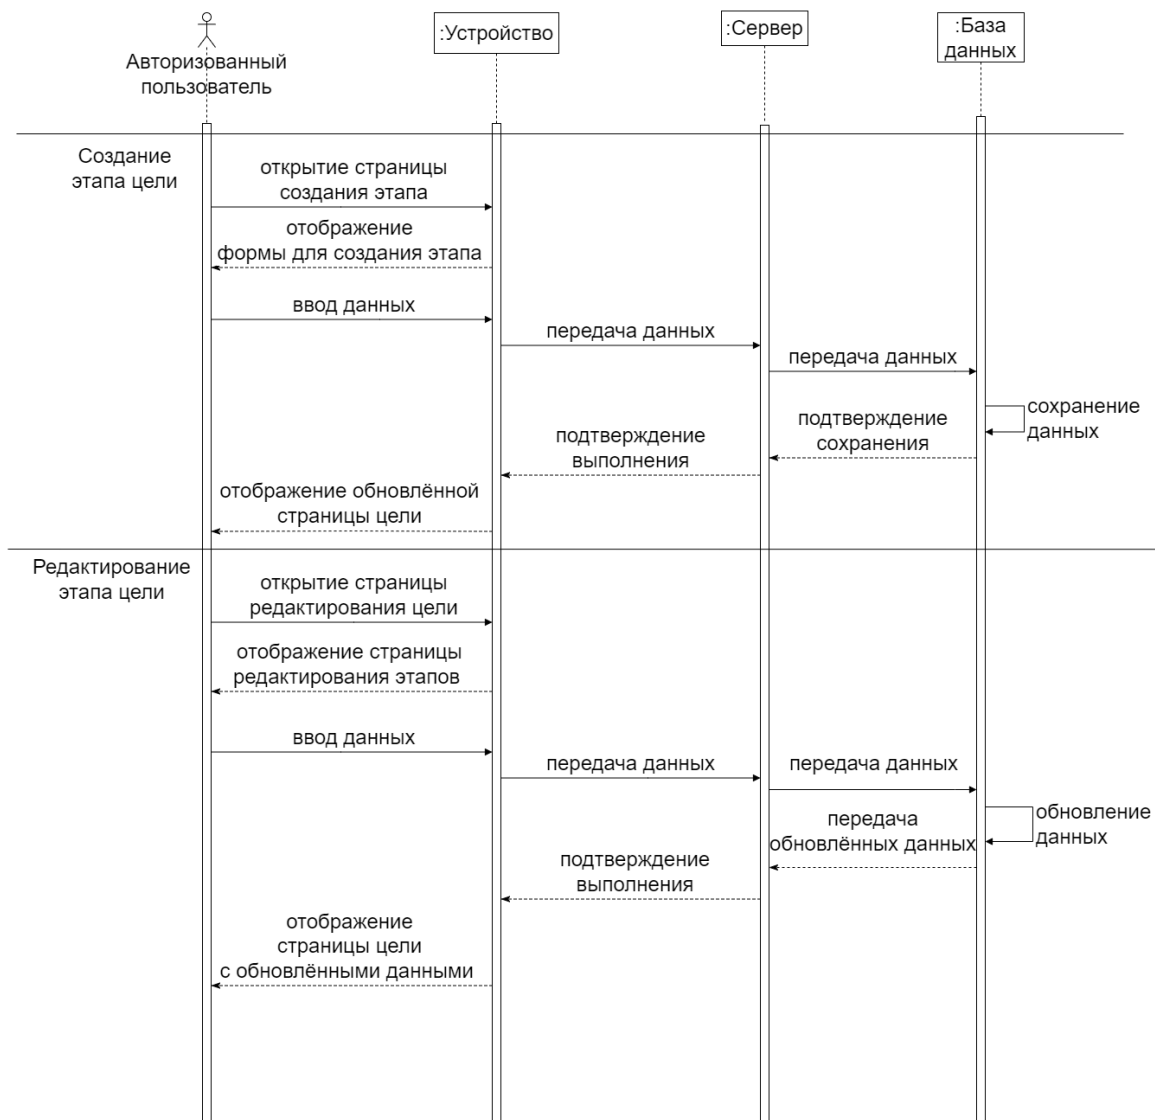 Авторизованный
пользователь
:Устройство
:Сервер
:База
данных
Создание
этапа цели
открытие страницы
создания этапа
отображение
формы для создания этапа
ввод данных
передача данных
передача данных
сохранение
данных
подтверждение
сохранения
подтверждение
выполнения
отображение обновлённой
страницы цели
Редактирование
этапа цели
открытие страницы
редактирования цели
отображение страницы
редактирования этапов
ввод данных
передача данных
передача данных
обновление
данных
передача
обновлённых данных
подтверждение
выполнения
отображение
страницы цели
с обновлёнными данными